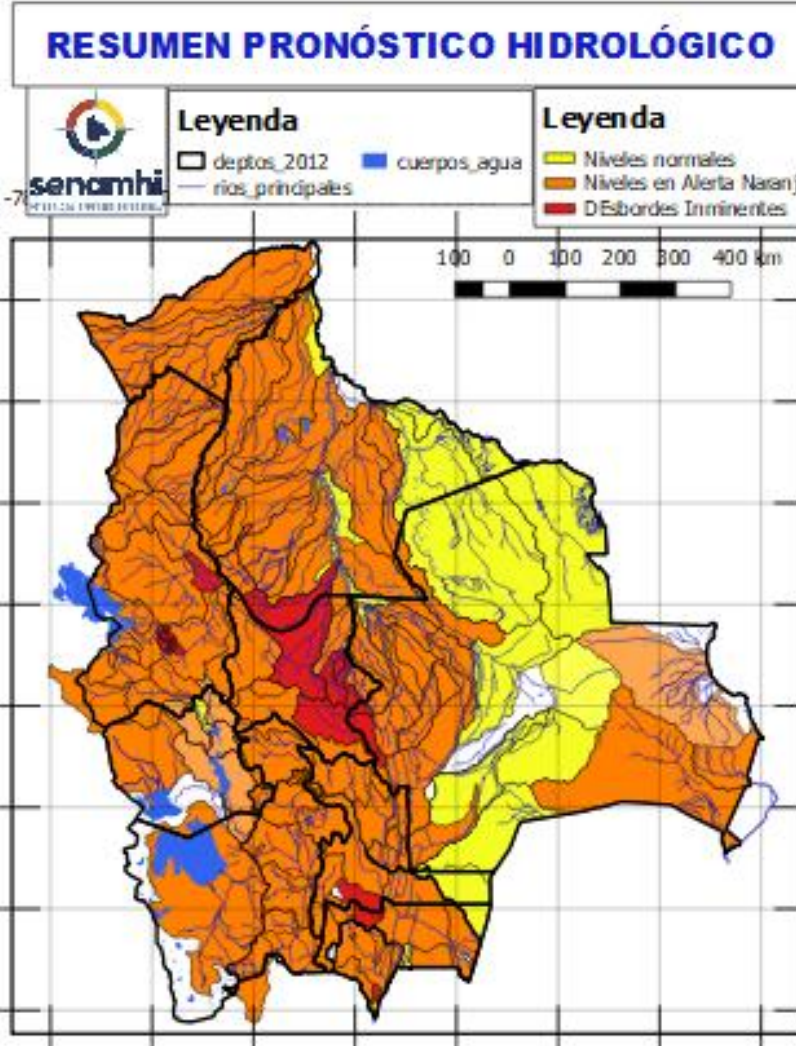 RESUMEN PRONÓSTICO HIDROLÓGICO
senamhi
Leyenda
deptos_2012
cuerpos_agua
rios_principales
Leyenda
Niveles normales
Niveles en Alerta Naranj
DEsbordes Inminentes
100 0 100 200 300 400 km